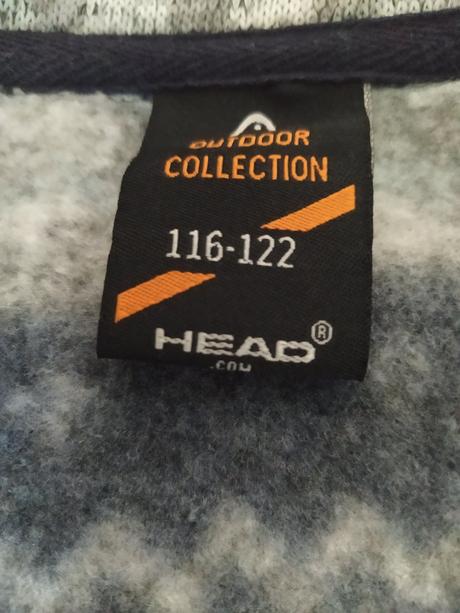 OUTDOOR
COLLECTION
116-122
HEAD®
.COM